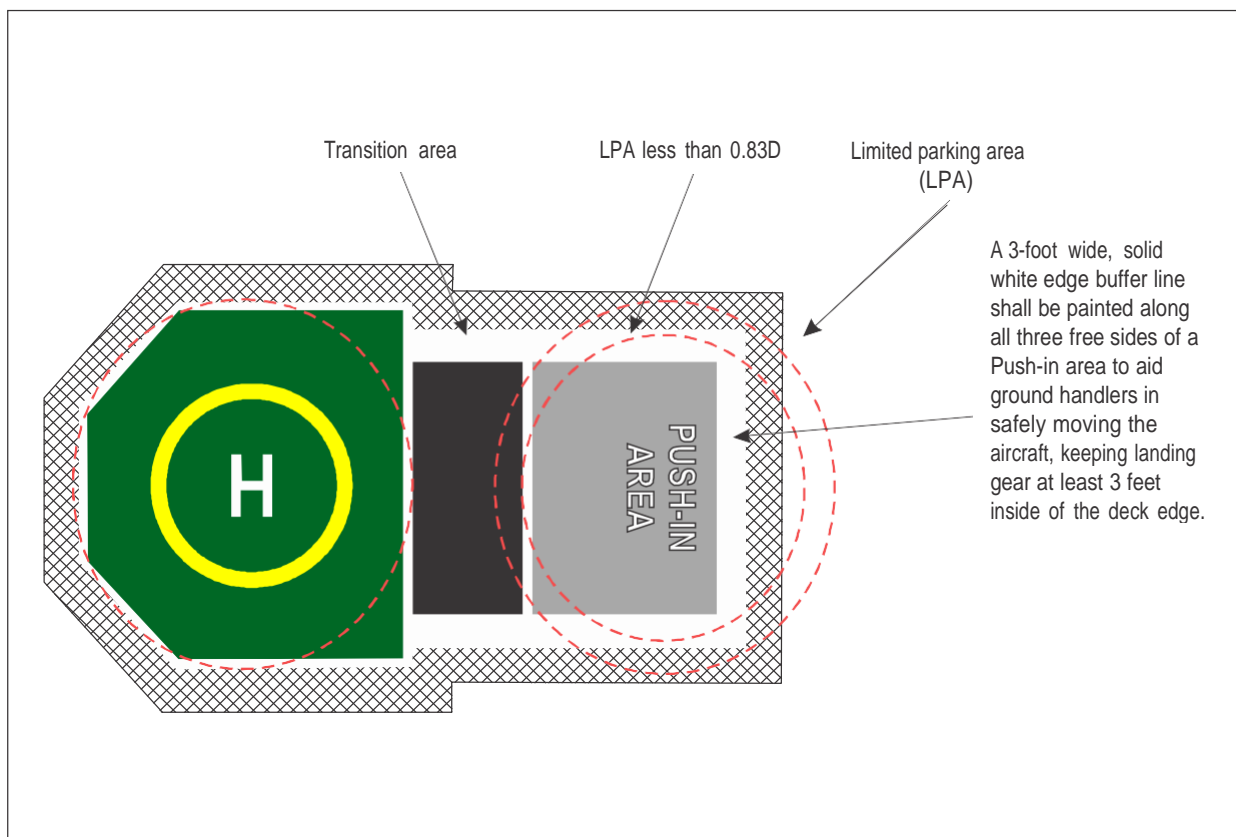 Transition area
LPA less than 0.83D
Limited parking area
(LPA)
A 3-foot wide, solid
white edge buffer line
shall be painted along
all three free sides of a
Push-in area to aid
ground handlers in
safely moving the
aircraft, keeping landing
gear at least 3 feet
inside of the deck edge.
H
PUSH-IN
AREA